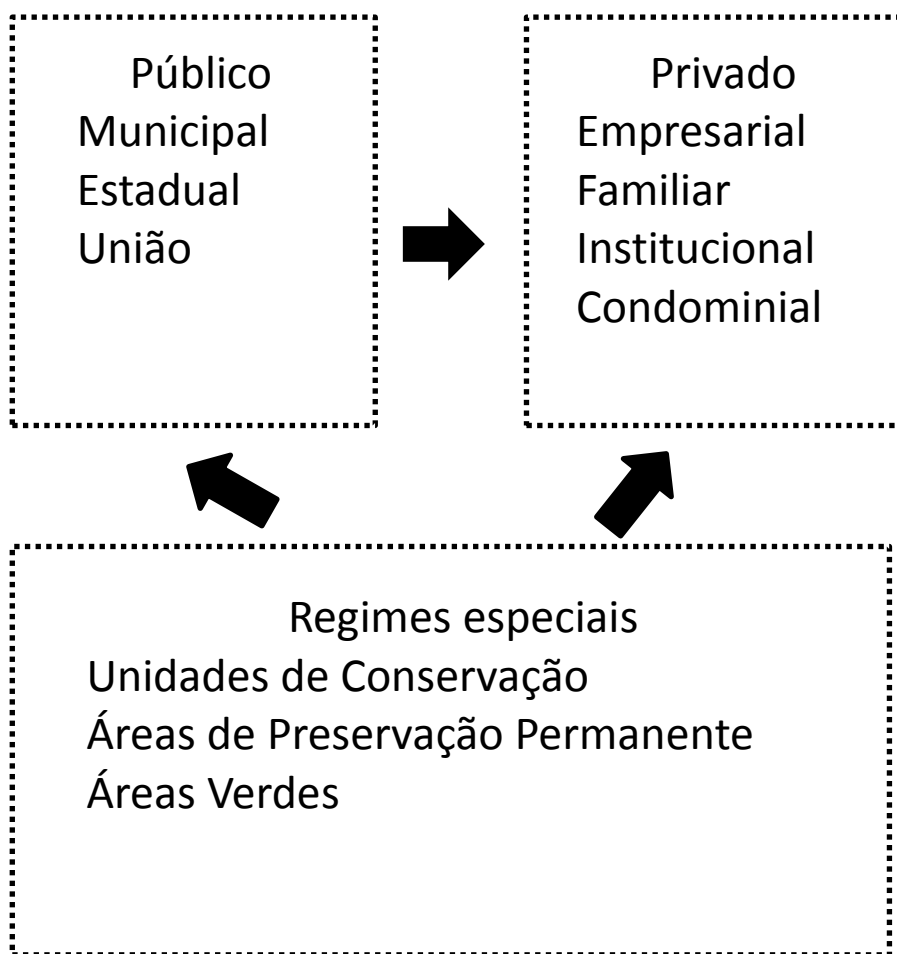 Público
Municipal
Estadual
União
Privado
Empresarial
Familiar
Institucional
Condominial
Regimes especiais
Unidades de Conservação
Áreas de Preservação Permanente
Áreas Verdes